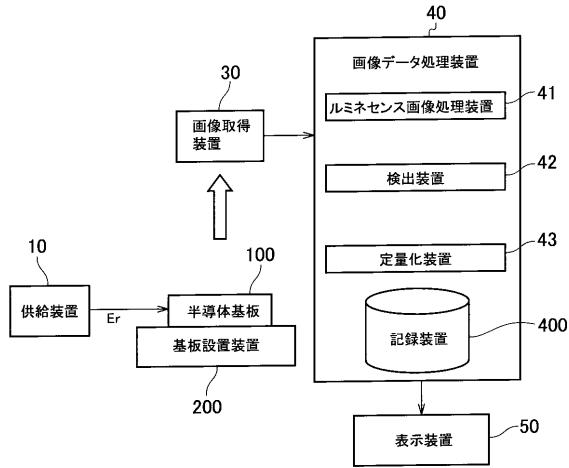 40
画像データ処理装置
30
画像取得
装置
41
ルミネセンス画像処理装置
42
検出装置
43
定量化装置
10
供給装置
Er
100
半導体基板
基板設置装置
200
記録装置
400
表示装置
50